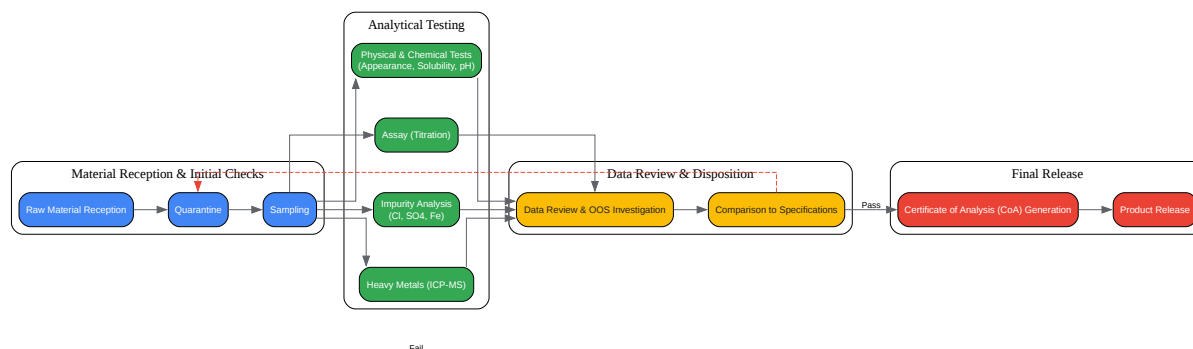 Analytical Testing
Physical & Chemical Tests
(Appearance, Solubility, pH)
Assay (Titration)
Material Reception & Initial Checks
Raw Material Reception
Quarantine
Sampling
Impurity Analysis
(Cl, SO4, Fe)
Heavy Metals (ICP-MS)
Data Review & Disposition
Data Review & OOS Investigation
Comparison to Specifications
Pass
Final Release
Certificate of Analysis (CoA) Generation
Product Release
Fail